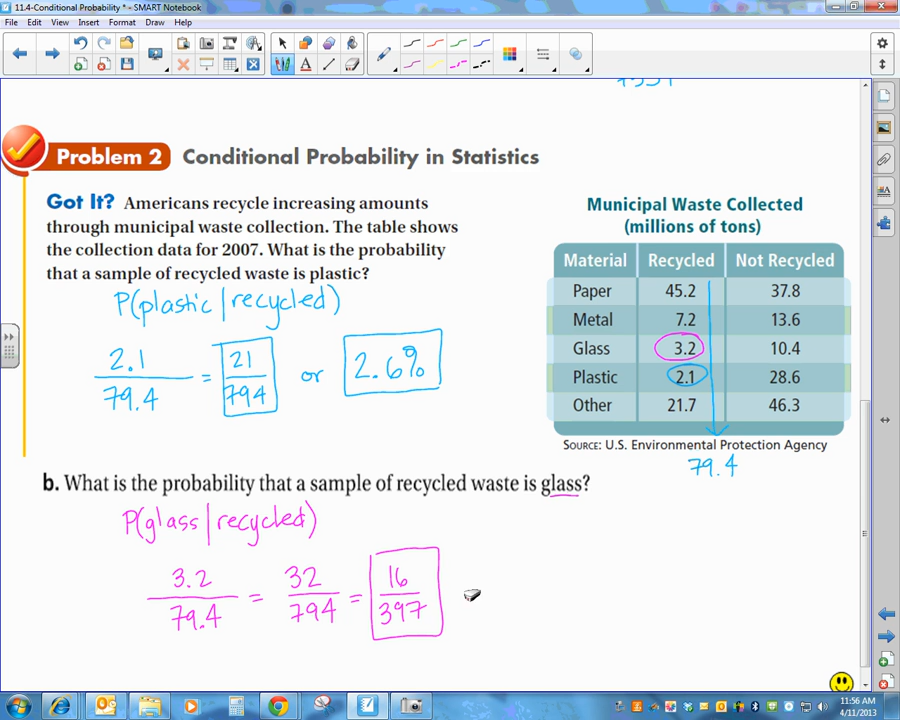 11.4-Conditional Probability * - SMART Notebook
File Edit View Insert Format Draw Help
Problem 2 Conditional Probability in Statistics
Got It? Americans recycle increasing amounts
through municipal waste collection. The table shows
the collection data for 2007. What is the probability
that a sample of recycled waste is plastic?
P(plastic|recycled)
2.1/79.4 = 21/794 or 2.6%
Municipal Waste Collected
(millions of tons)
Material Recycled Not Recycled
Paper 45.2 37.8
Metal 7.2 13.6
Glass 3.2 10.4
Plastic 2.1 28.6
Other 21.7 46.3
SOURCE: U.S. Environmental Protection Agency
79.4
b. What is the probability that a sample of recycled waste is glass?
P(glass|recycled)
3.2/79.4 = 32/794 = 16/397
11:56 AM
4/11/2013